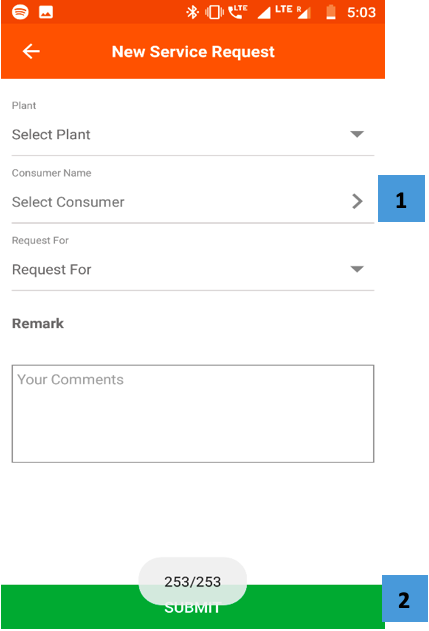 LTE LTE R 5:03
New Service Request
Plant
Select Plant
Consumer Name
Select Consumer
1
Request For
Request For
Remark
Your Comments
253/253
SUBMIT
2